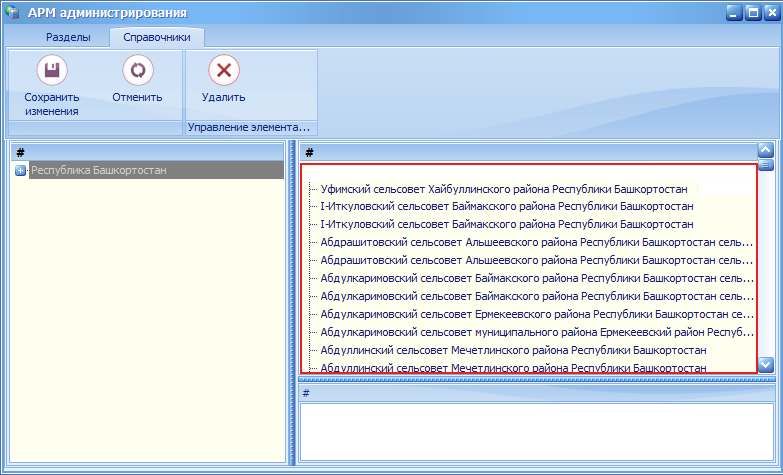 АРМ администрирования
Разделы
Справочники
Сохранить
изменения
Отменить
Удалить
Управление элемента...
#
Республика Башкортостан
#
Уфимский сельсовет Хайбуллинского района Республики Башкортостан
I-Иткуловский сельсовет Баймакского района Республики Башкортостан
I-Иткуловский сельсовет Баймакского района Республики Башкортостан
Абдрашитовский сельсовет Альшеевского района Республики Башкортостан сель...
Абдрашитовский сельсовет Альшеевского района Республики Башкортостан сель...
Абдулкаримовский сельсовет Баймакского района Республики Башкортостан сель...
Абдулкаримовский сельсовет Баймакского района Республики Башкортостан сель...
Абдулкаримовский сельсовет Ермекеевского района Республики Башкортостан се...
Абдулкаримовский сельсовет муниципального района Ермекеевский район Респуб...
Абдуллинский сельсовет Мечетлинского района Республики Башкортостан
Абдуллинский сельсовет Мечетлинского района Республики Башкортостан
#